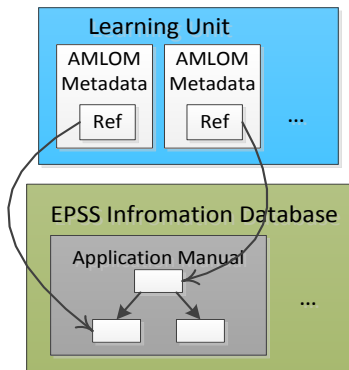 Learning Unit
AMLOM
Metadata
Ref
AMLOM
Metadata
Ref
...
EPSS Infromation Database
Application Manual
...